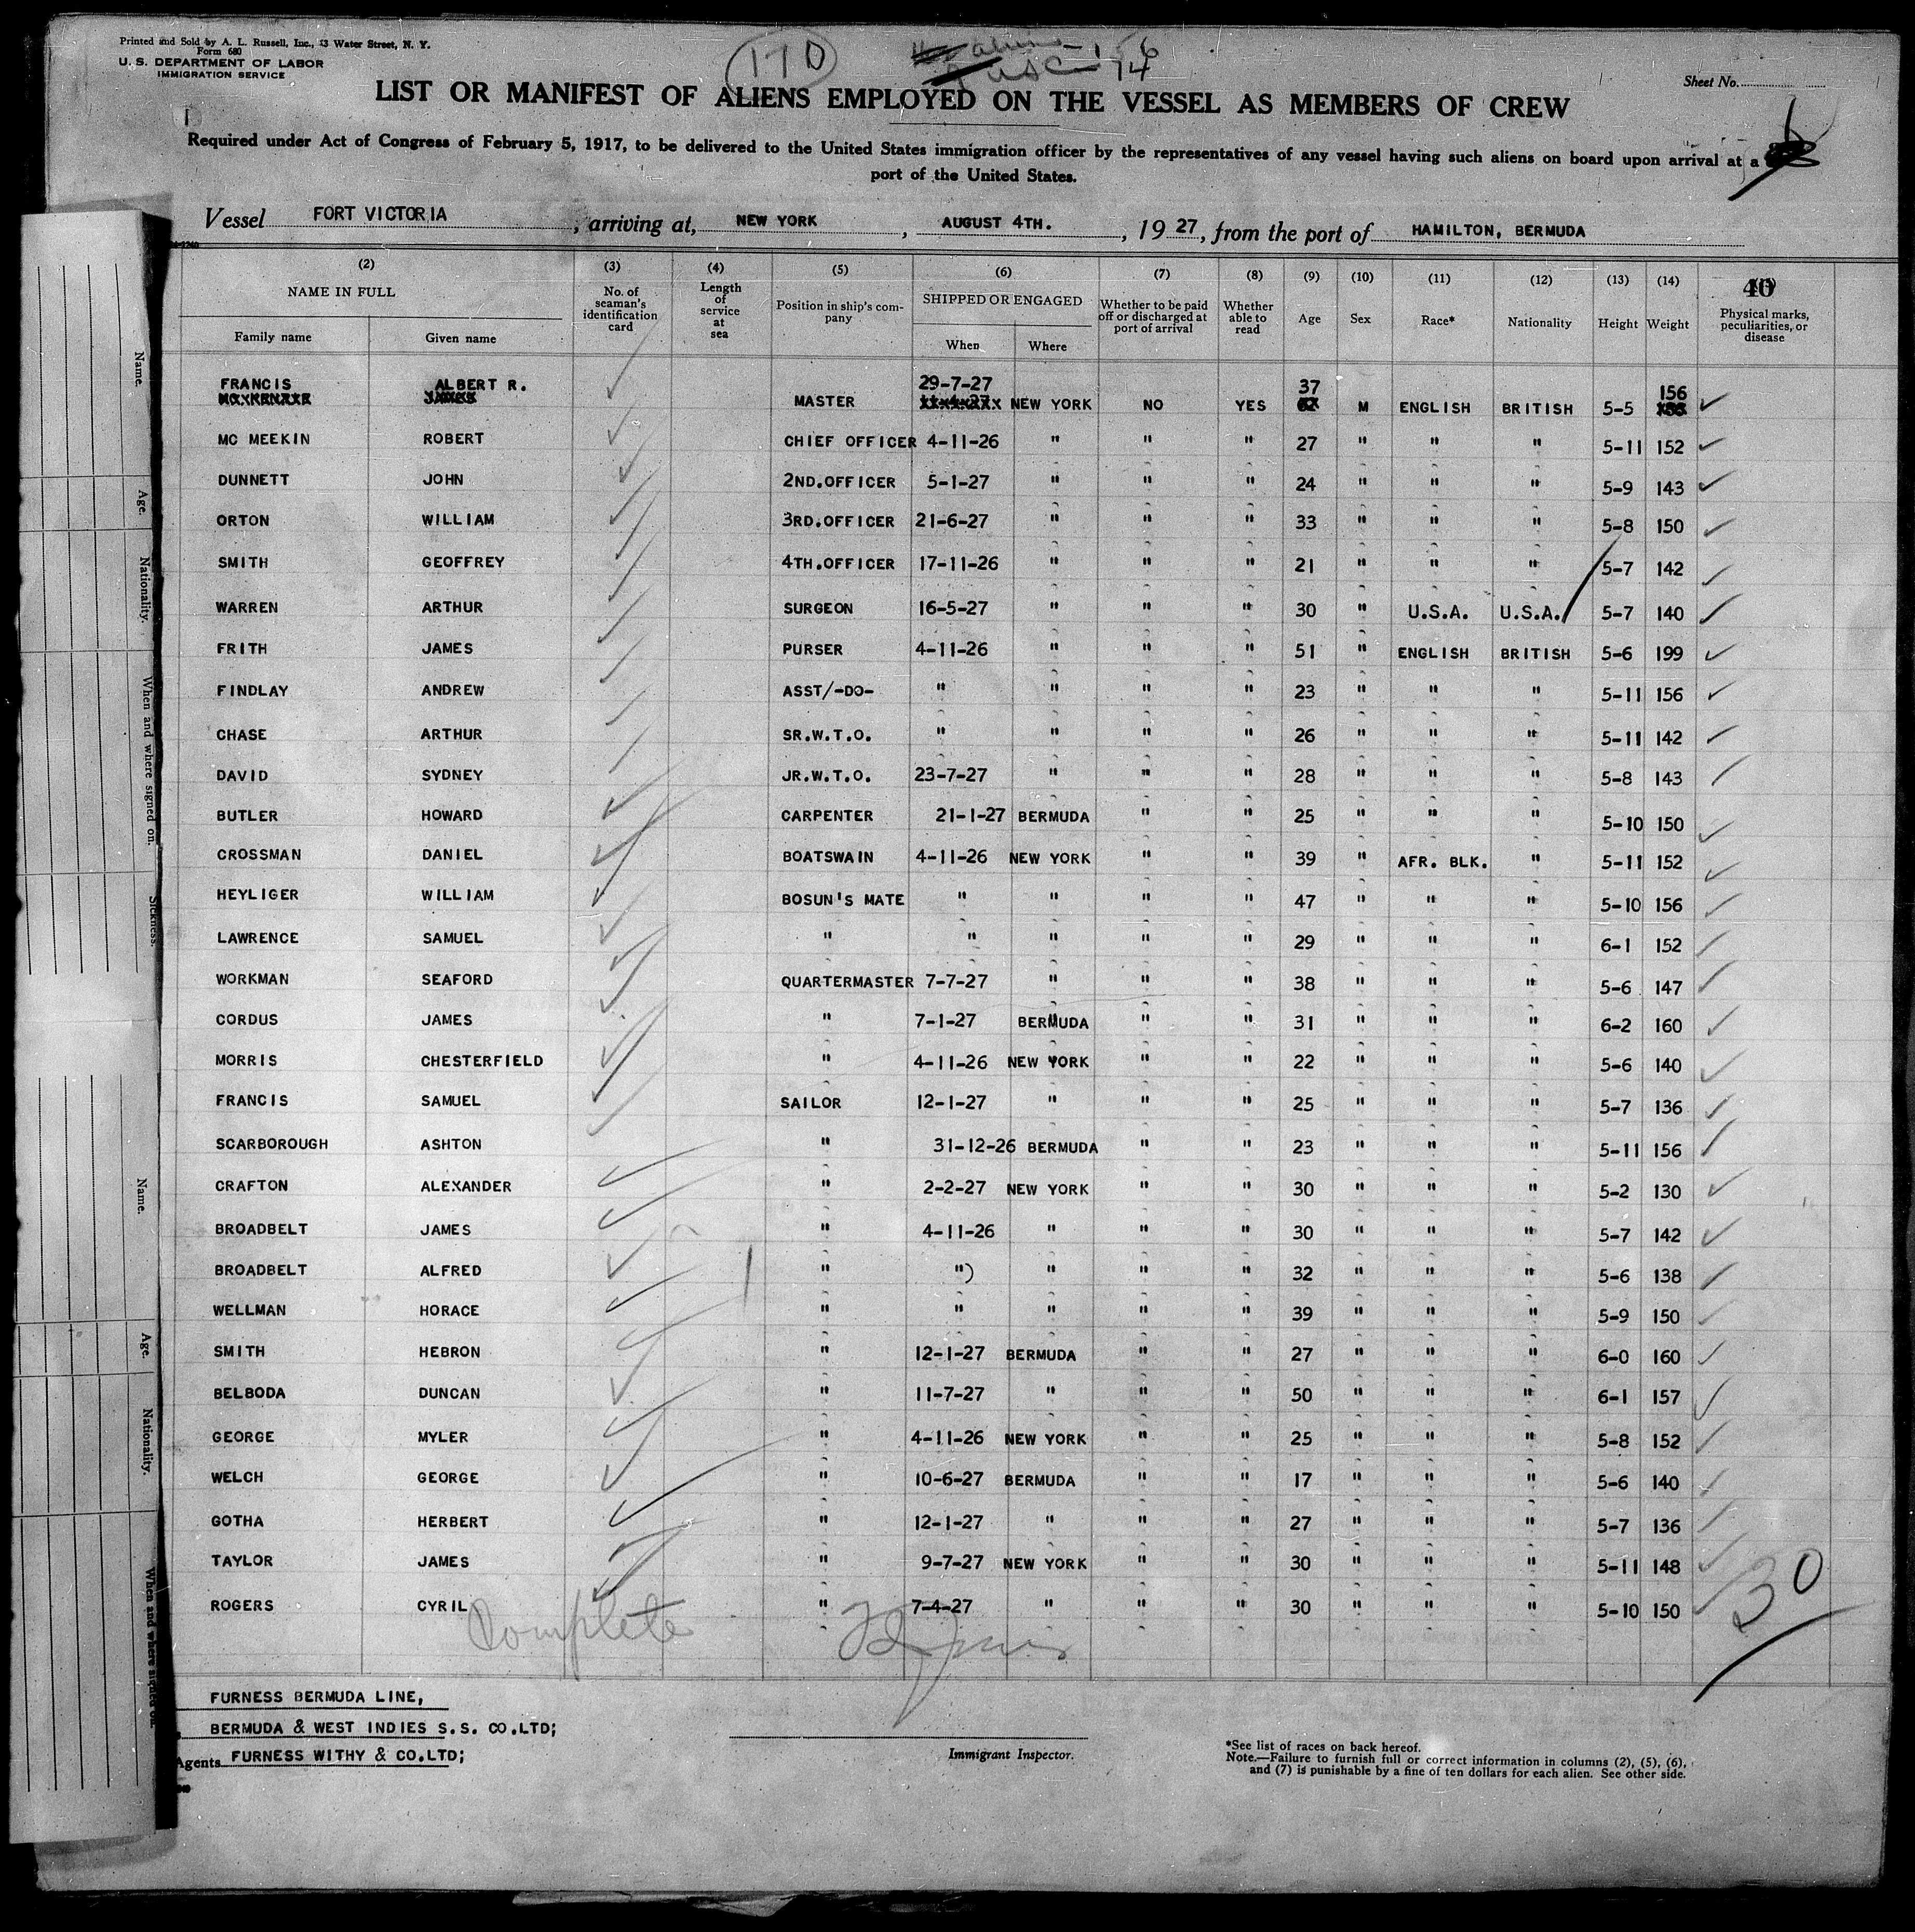 Printed and Sold by A. L. Russell, Inc., 13 Water Street, N. Y.
Form 680
U. S. DEPARTMENT OF LABOR
IMMIGRATION SERVICE
17D
Sheet No.
LIST OR MANIFEST OF ALIENS EMPLOYED ON THE VESSEL AS MEMBERS OF CREW
Required under Act of Congress of February 5, 1917, to be delivered to the United States immigration officer by the representatives of any vessel having such aliens on board upon arrival at a
port of the United States.
Vessel FORT VICTORIA, arriving at, NEW YORK, AUGUST 4TH., 1927, from the port of HAMILTON, BERMUDA
(2) (3) (4) (5) (6) (7) (8) (9) (10) (11) (12) (13) (14) 40
NAME IN FULL No. of seaman's identification card Length of service at sea Position in ship's company SHIPPED OR ENGAGED Whether to be paid off or discharged at port of arrival Whether able to read Age Sex Race* Nationality Height Weight Physical marks, peculiarities, or disease
Family name Given name When Where
FRANCIS ALBERT R. 29-7-27 37 156
MASTER NEW YORK NO YES M ENGLISH BRITISH 5-5
MC MEEKIN ROBERT CHIEF OFFICER 4-11-26 " " " 27 " " " 5-11 152
DUNNETT JOHN 2ND.OFFICER 5-1-27 " " " 24 " " " 5-9 143
ORTON WILLIAM 3RD.OFFICER 21-6-27 " " " 33 " " " 5-8 150
SMITH GEOFFREY 4TH.OFFICER 17-11-26 " " " 21 " " " 5-7 142
WARREN ARTHUR SURGEON 16-5-27 " " " 30 " U.S.A. U.S.A. 5-7 140
FRITH JAMES PURSER 4-11-26 " " " 51 " ENGLISH BRITISH 5-6 199
FINDLAY ANDREW ASST/-DO- " " " " 23 " " " 5-11 156
CHASE ARTHUR SR.W.T.O. " " " " 26 " " " 5-11 142
DAVID SYDNEY JR.W.T.O. 23-7-27 " " " 28 " " " 5-8 143
BUTLER HOWARD CARPENTER 21-1-27 BERMUDA " " 25 " " " 5-10 150
CROSSMAN DANIEL BOATSWAIN 4-11-26 NEW YORK " " 39 " AFR. BLK. " 5-11 152
HEYLIGER WILLIAM BOSUN'S MATE " " " " 47 " " " 5-10 156
LAWRENCE SAMUEL " " " " " 29 " " " 6-1 152
WORKMAN SEAFORD QUARTERMASTER 7-7-27 " " " 38 " " " 5-6 147
CORDUS JAMES " 7-1-27 BERMUDA " " 31 " " " 6-2 160
MORRIS CHESTERFIELD " 4-11-26 NEW YORK " " 22 " " " 5-6 140
FRANCIS SAMUEL SAILOR 12-1-27 " " " 25 " " " 5-7 136
SCARBOROUGH ASHTON " 31-12-26 BERMUDA " " 23 " " " 5-11 156
CRAFTON ALEXANDER " 2-2-27 NEW YORK " " 30 " " " 5-2 130
BROADBELT JAMES " 4-11-26 " " " 30 " " " 5-7 142
BROADBELT ALFRED " ") " " " 32 " " " 5-6 138
WELLMAN HORACE " " " " " 39 " " " 5-9 150
SMITH HEBRON " 12-1-27 BERMUDA " " 27 " " " 6-0 160
BELBODA DUNCAN " 11-7-27 " " " 50 " " " 6-1 157
GEORGE MYLER " 4-11-26 NEW YORK " " 25 " " " 5-8 152
WELCH GEORGE " 10-6-27 BERMUDA " " 17 " " " 5-6 140
GOTHA HERBERT " 12-1-27 " " " 27 " " " 5-7 136
TAYLOR JAMES " 9-7-27 NEW YORK " " 30 " " " 5-11 148
ROGERS CYRIL " 7-4-27 " " " 30 " " " 5-10 150
30
Complete
FURNESS BERMUDA LINE,
BERMUDA & WEST INDIES S.S. CO.LTD;
Agents FURNESS WITHY & CO.LTD;
Immigrant Inspector.
*See list of races on back hereof.
Note.—Failure to furnish full or correct information in columns (2), (5), (6),
and (7) is punishable by a fine of ten dollars for each alien. See other side.
Name.
Age.
Nationality.
When and where signed on.
Sickness.
Name.
Age.
Nationality.
When and where signed on.